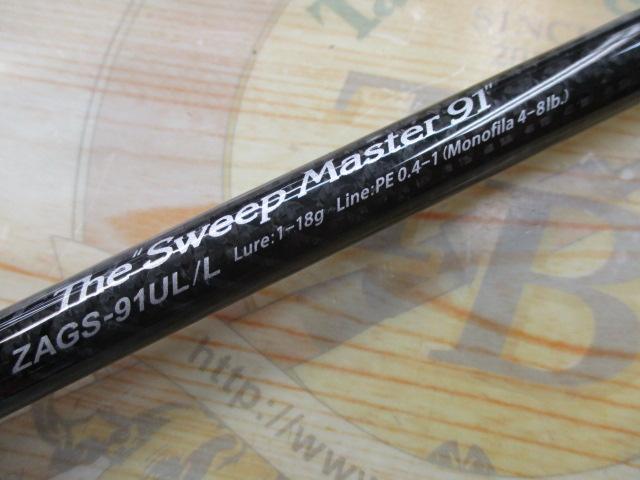 The "Sweep Master 91"
ZAGS-91UL/L Lure:1-18g Line:PE 0.4-1 (Monofila 4-8lb.)
SINCE
http://www
B